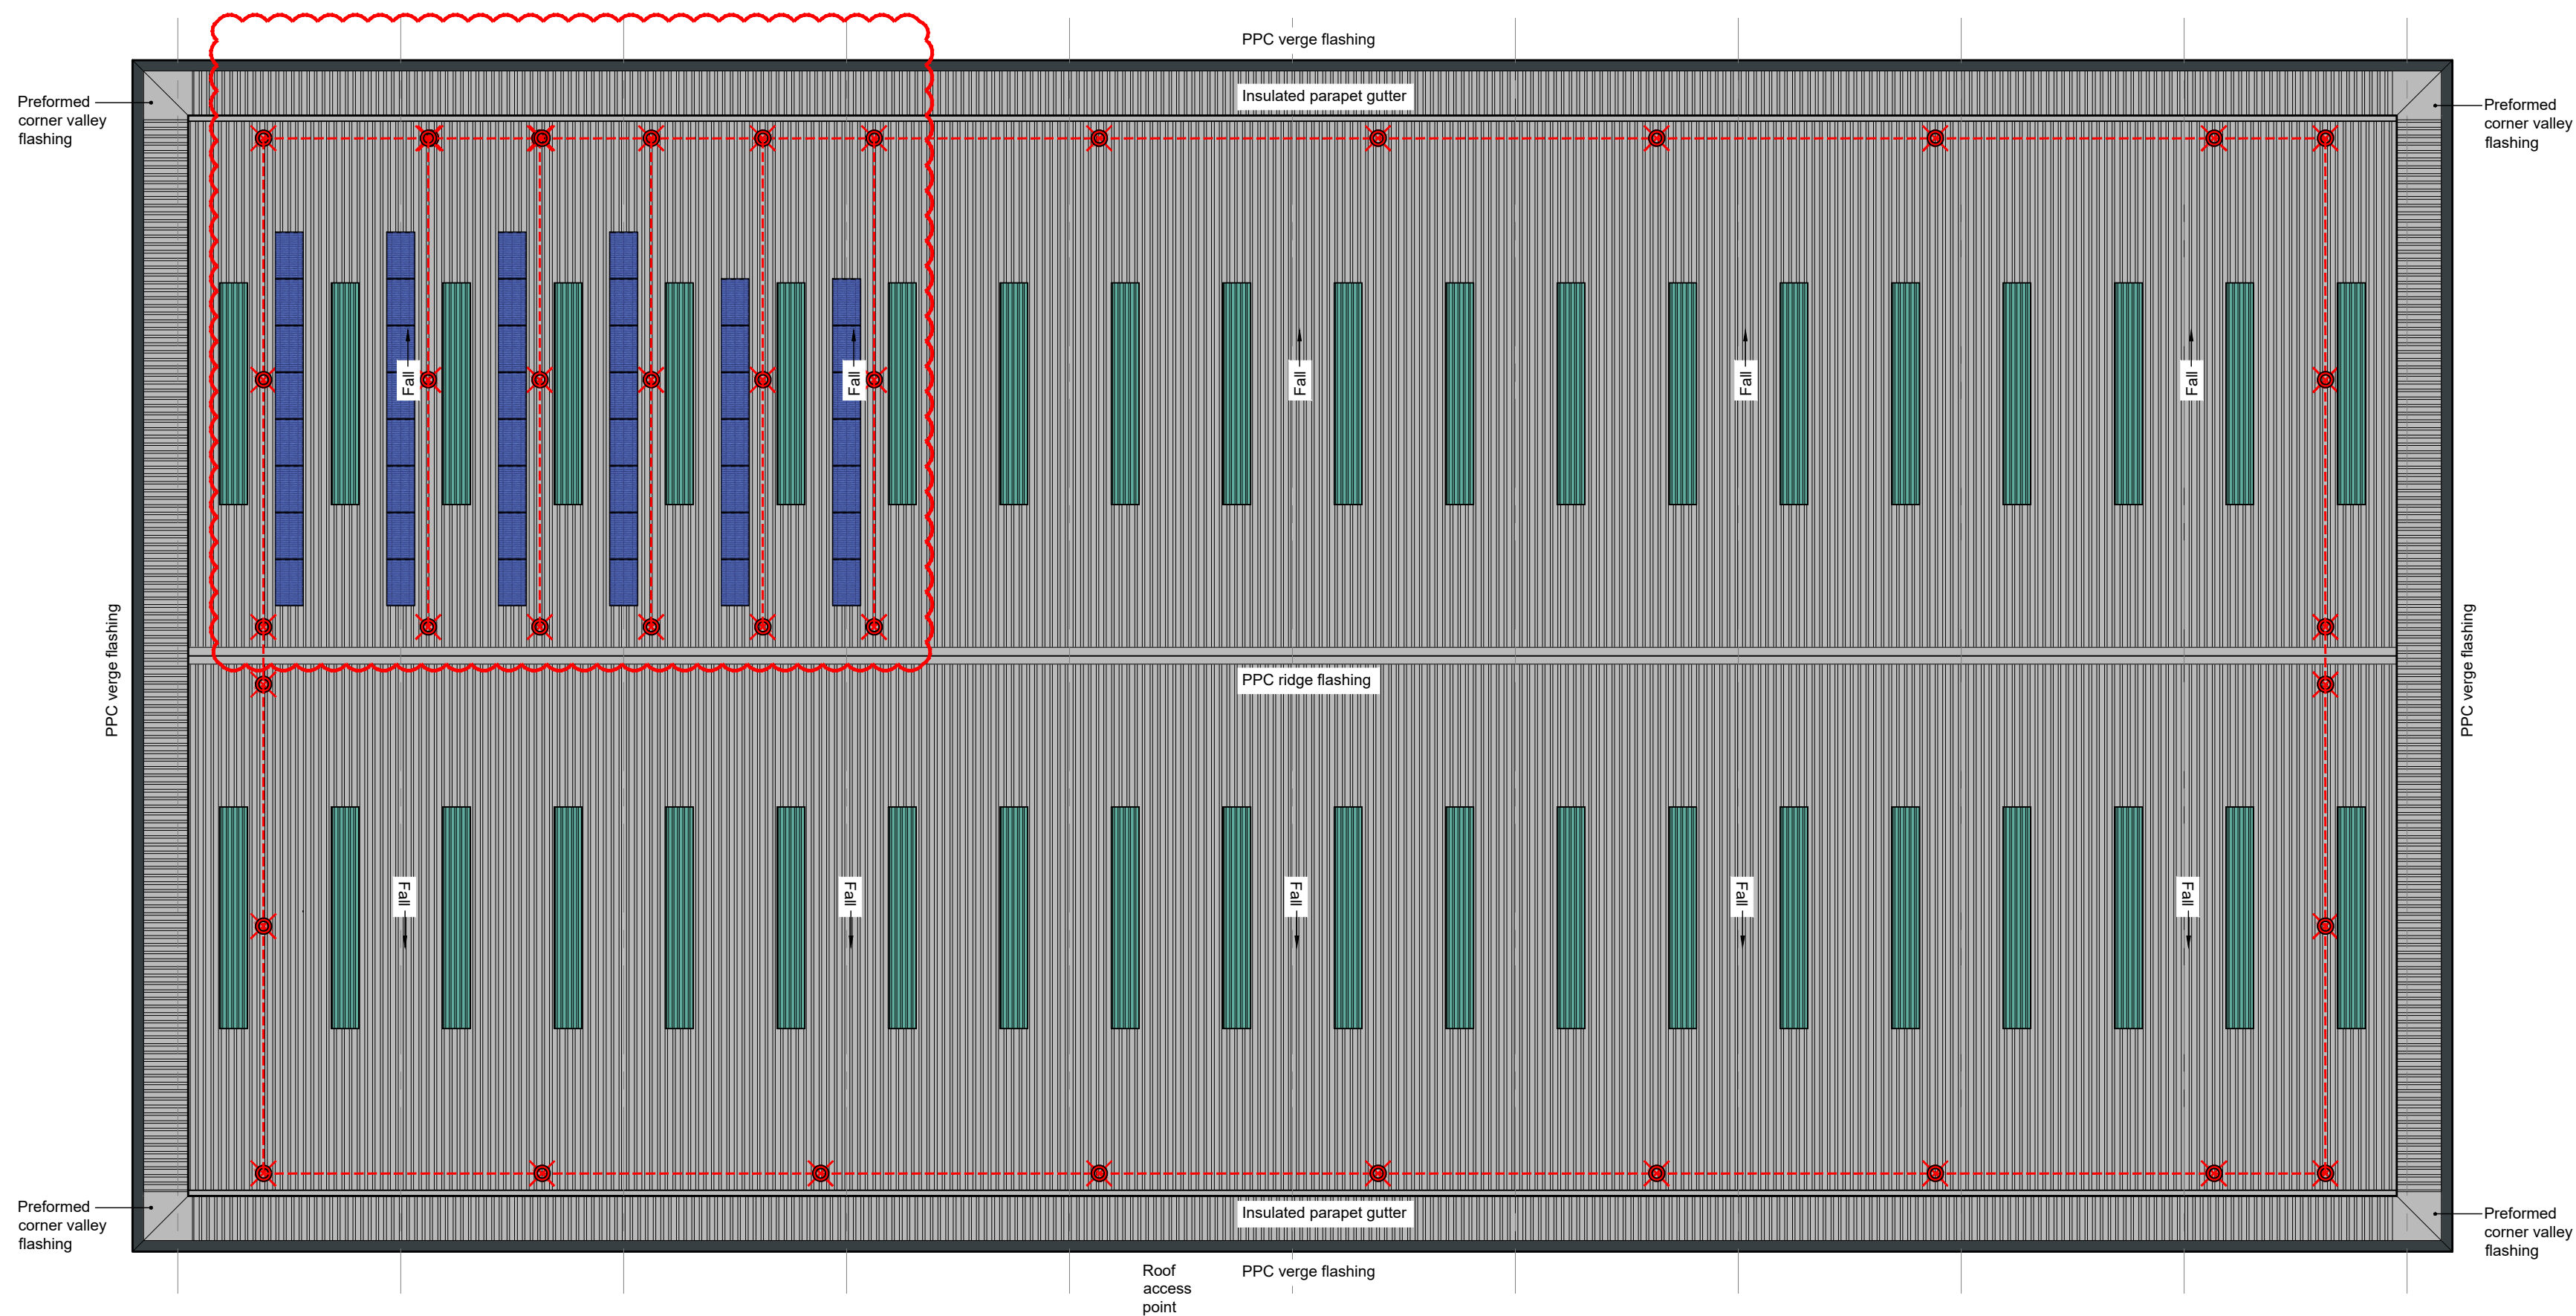 PPC verge flashing
Insulated parapet gutter
Preformed
corner valley
flashing
Preformed
corner valley
flashing
Fall
Fall
Fall
Fall
Fall
PPC verge flashing
PPC verge flashing
PPC ridge flashing
Fall
Fall
Fall
Fall
Fall
Preformed
corner valley
flashing
Insulated parapet gutter
Preformed
corner valley
flashing
Roof
access
point
PPC verge flashing